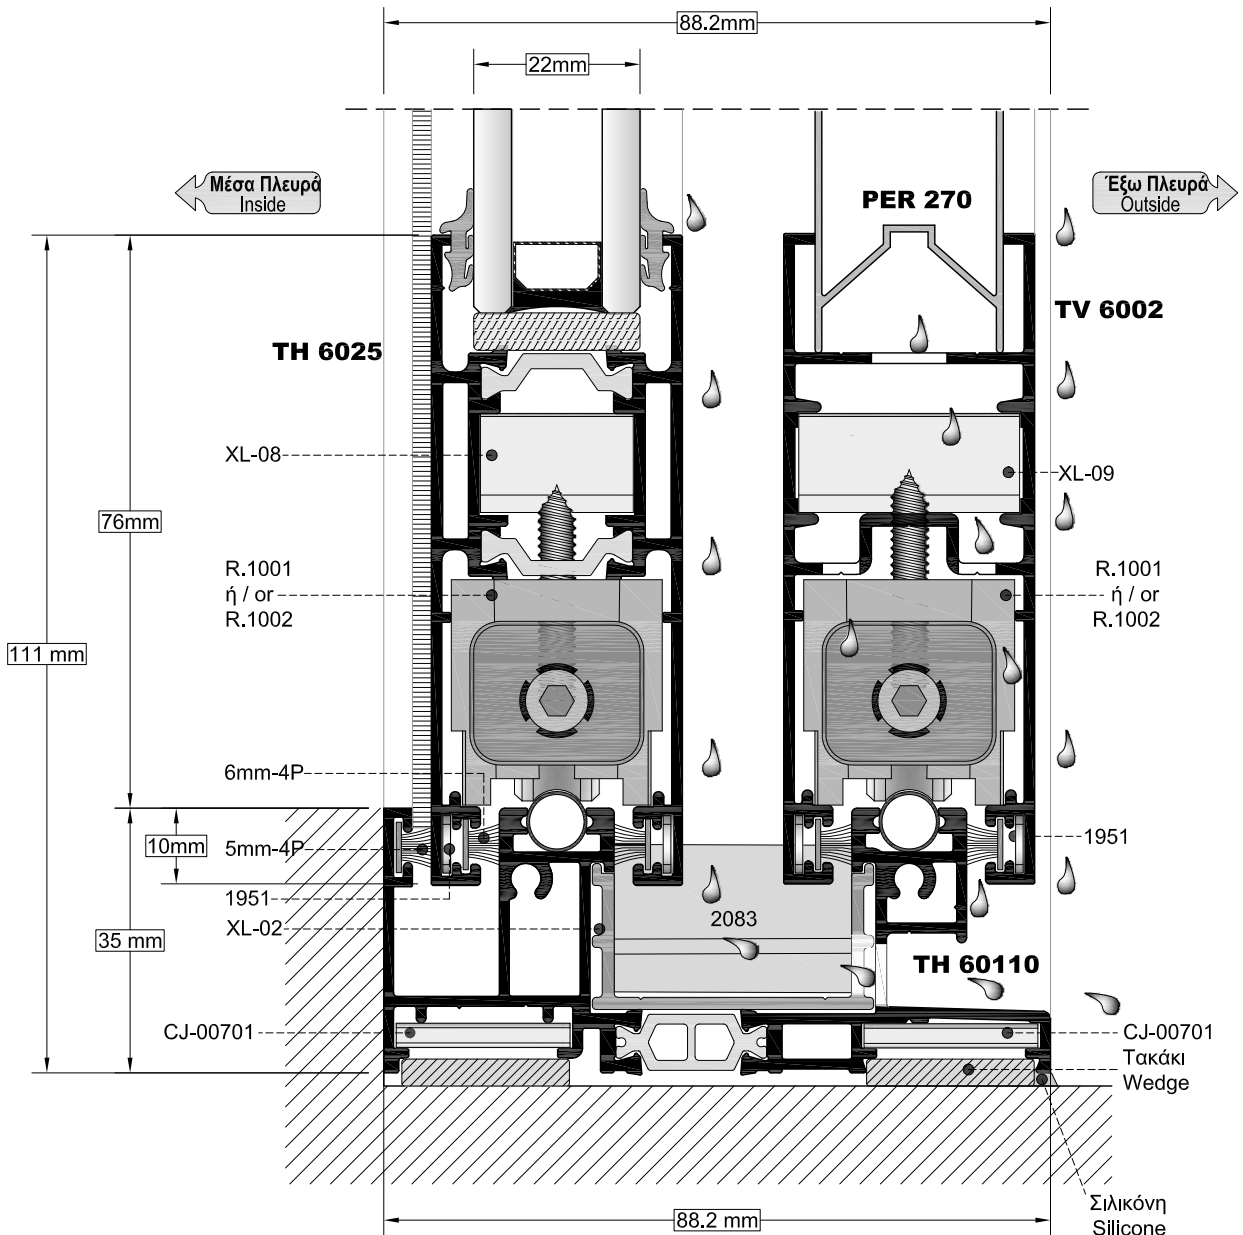 88.2mm
22mm
Μέσα Πλευρά
Inside
Έξω Πλευρά
Outside
PER 270
TV 6002
TH 6025
XL-08
XL-09
76mm
R.1001
ή / or
R.1002
R.1001
ή / or
R.1002
111 mm
6mm-4P
10mm
5mm-4P
1951
1951
XL-02
2083
35 mm
TH 60110
CJ-00701
CJ-00701
Τακάκι
Wedge
Σιλικόνη
Silicone
88.2 mm